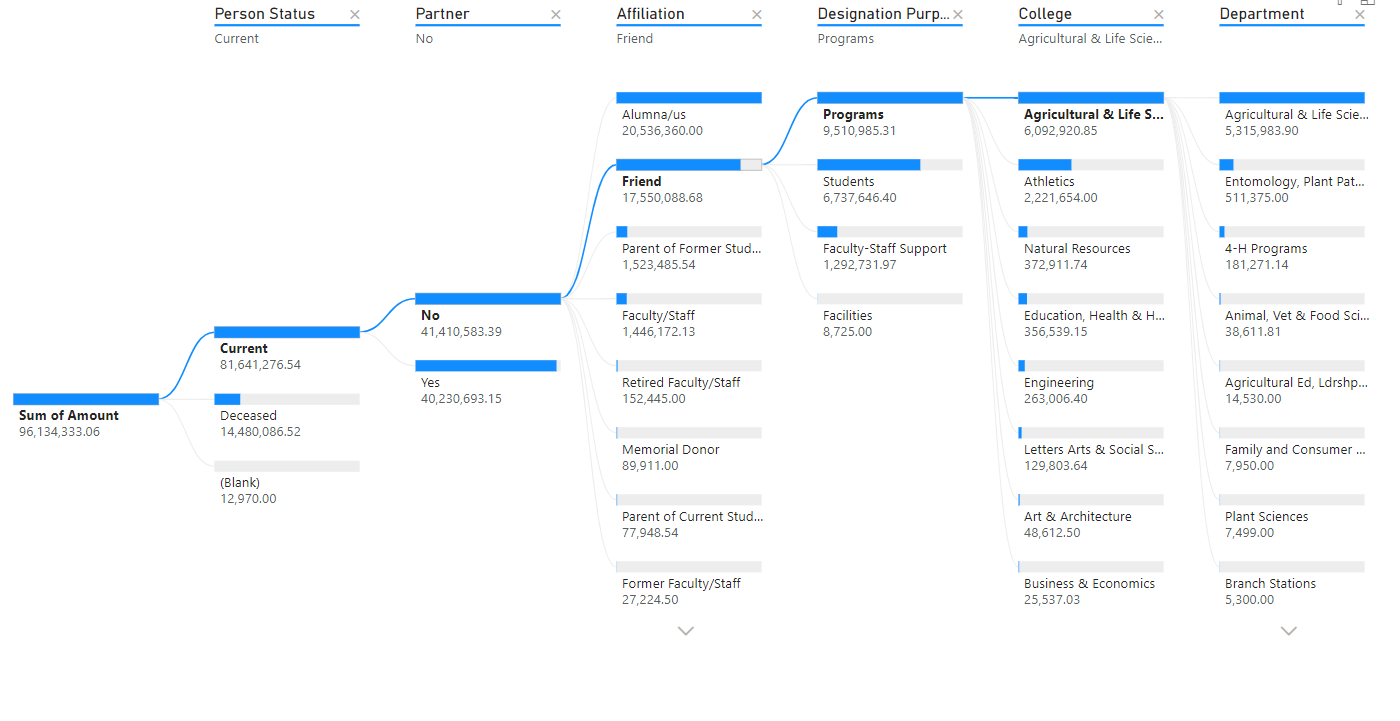 Person Status
Current
Partner
No
Affiliation
Friend
Designation Purp...
Programs
College
Agricultural & Life Scie...
Department
Sum of Amount
96,134,333.06
Current
81,641,276.54
Deceased
14,480,086.52
(Blank)
12,970.00
No
41,410,583.39
Yes
40,230,693.15
Alumna/us
20,536,360.00
Friend
17,550,088.68
Parent of Former Stud...
1,523,485.54
Faculty/Staff
1,446,172.13
Retired Faculty/Staff
152,445.00
Memorial Donor
89,911.00
Parent of Current Stud...
77,948.54
Former Faculty/Staff
27,224.50
Programs
9,510,985.31
Students
6,737,646.40
Faculty-Staff Support
1,292,731.97
Facilities
8,725.00
Agricultural & Life S...
6,092,920.85
Athletics
2,221,654.00
Natural Resources
372,911.74
Education, Health & H...
356,539.15
Engineering
263,006.40
Letters Arts & Social S...
129,803.64
Art & Architecture
48,612.50
Business & Economics
25,537.03
Agricultural & Life Scie...
5,315,983.90
Entomology, Plant Pat...
511,375.00
4-H Programs
181,271.14
Animal, Vet & Food Sci...
38,611.81
Agricultural Ed, Ldrshp...
14,530.00
Family and Consumer ...
7,950.00
Plant Sciences
7,499.00
Branch Stations
5,300.00